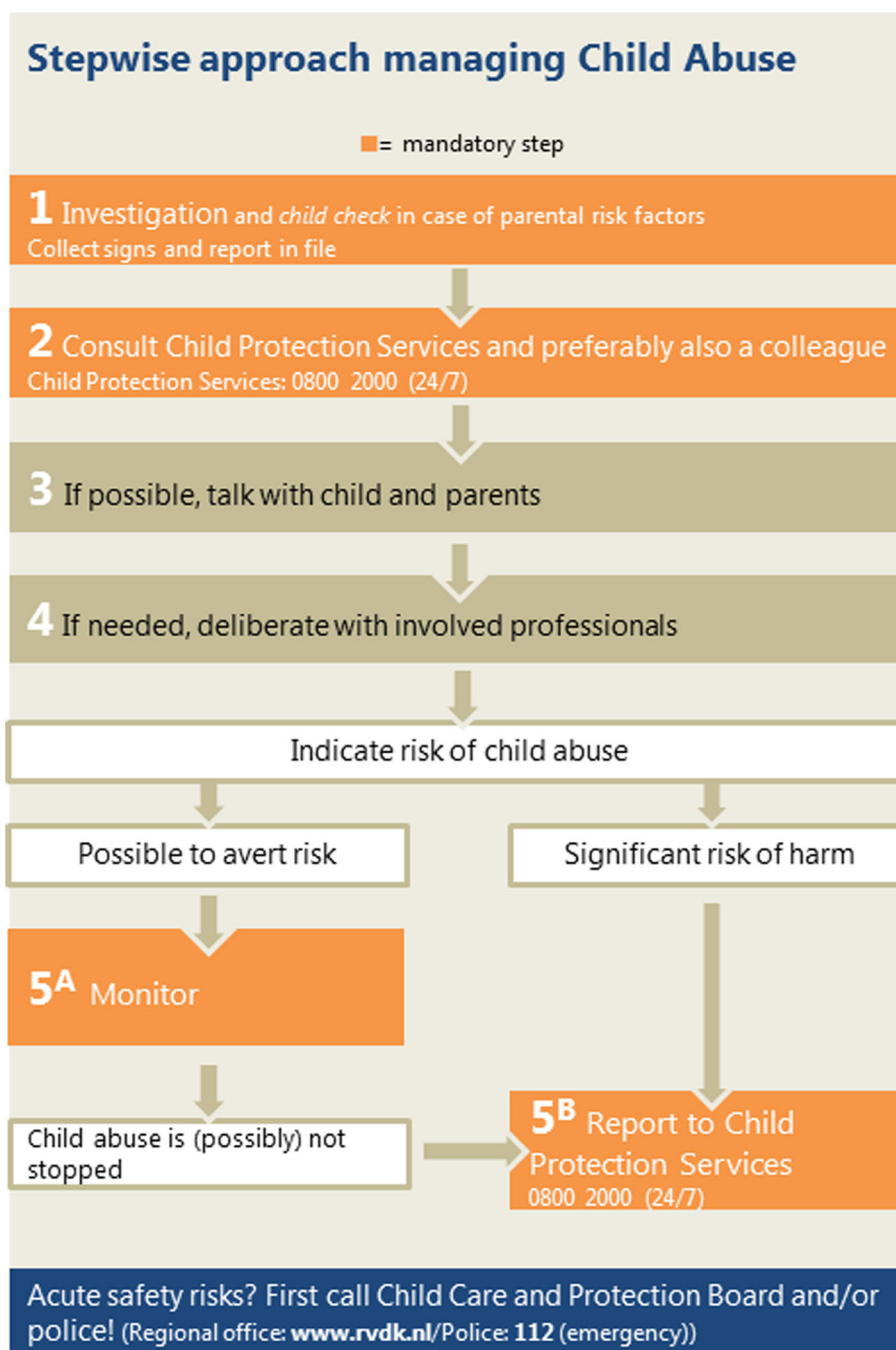 Stepwise approach managing Child Abuse
= mandatory step
1 Investigation and child check in case of parental risk factors
Collect signs and report in file
2 Consult Child Protection Services and preferably also a colleague
Child Protection Services: 0800 2000 (24/7)
3 If possible, talk with child and parents
4 If needed, deliberate with involved professionals
Indicate risk of child abuse
Possible to avert risk
Significant risk of harm
5A Monitor
Child abuse is (possibly) not
stopped
5B Report to Child
Protection Services
0800 2000 (24/7)
Acute safety risks? First call Child Care and Protection Board and/or
police! (Regional office: www.rvdk.nl/Police: 112 (emergency))